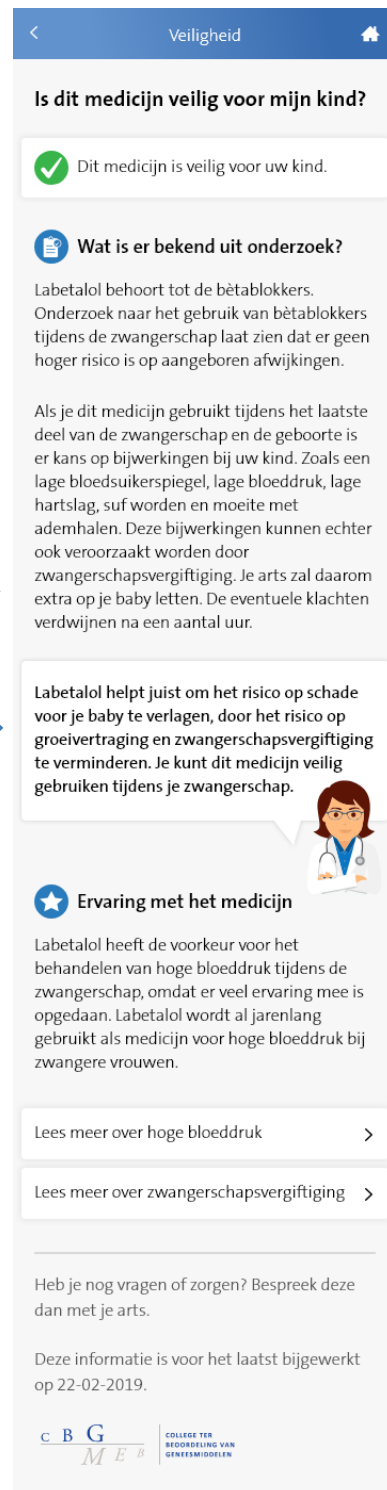 Veiligheid
Is dit medicijn veilig voor mijn kind?
Dit medicijn is veilig voor uw kind.
Wat is er bekend uit onderzoek?
Labetalol behoort tot de bètablokkers.
Onderzoek naar het gebruik van bètablokkers
tijdens de zwangerschap laat zien dat er geen
hoger risico is op aangeboren afwijkingen.
Als je dit medicijn gebruikt tijdens het laatste
deel van de zwangerschap en de geboorte is
er kans op bijwerkingen bij uw kind. Zoals een
lage bloedsuikerspiegel, lage bloeddruk, lage
hartslag, suf worden en moeite met
ademhalen. Deze bijwerkingen kunnen echter
ook veroorzaakt worden door
zwangerschapsvergiftiging. Je arts zal daarom
extra op je baby letten. De eventuele klachten
verdwijnen na een aantal uur.
Labetalol helpt juist om het risico op schade
voor je baby te verlagen, door het risico op
groeivertraging en zwangerschapsvergiftiging
te verminderen. Je kunt dit medicijn veilig
gebruiken tijdens je zwangerschap.
Ervaring met het medicijn
Labetalol heeft de voorkeur voor het
behandelen van hoge bloeddruk tijdens de
zwangerschap, omdat er veel ervaring mee is
opgedaan. Labetalol wordt al jarenlang
gebruikt als medicijn voor hoge bloeddruk bij
zwangere vrouwen.
Lees meer over hoge bloeddruk
Lees meer over zwangerschapsvergiftiging
Heb je nog vragen of zorgen? Bespreek deze
dan met je arts.
Deze informatie is voor het laatst bijgewerkt
op 22-02-2019.
C B G
M E B
COLLEGE TER
BEOORDELING VAN
GENEESMIDDELEN